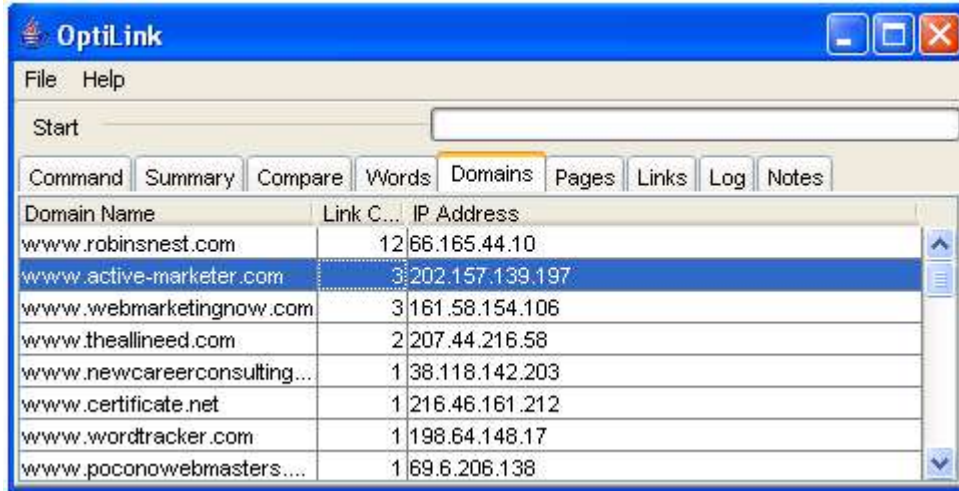 OptiLink
File Help
Start
Command Summary Compare Words Domains Pages Links Log Notes
Domain Name Link C... IP Address
www.robinsnest.com 12 66.165.44.10
www.active-marketer.com 3 202.157.139.197
www.webmarketingnow.com 3 161.58.154.106
www.theallineed.com 2 207.44.216.58
www.newcareerconsulting... 1 38.118.142.203
www.certificate.net 1 216.46.161.212
www.wordtracker.com 1 198.64.148.17
www.poconowebmasters.... 1 69.6.206.138